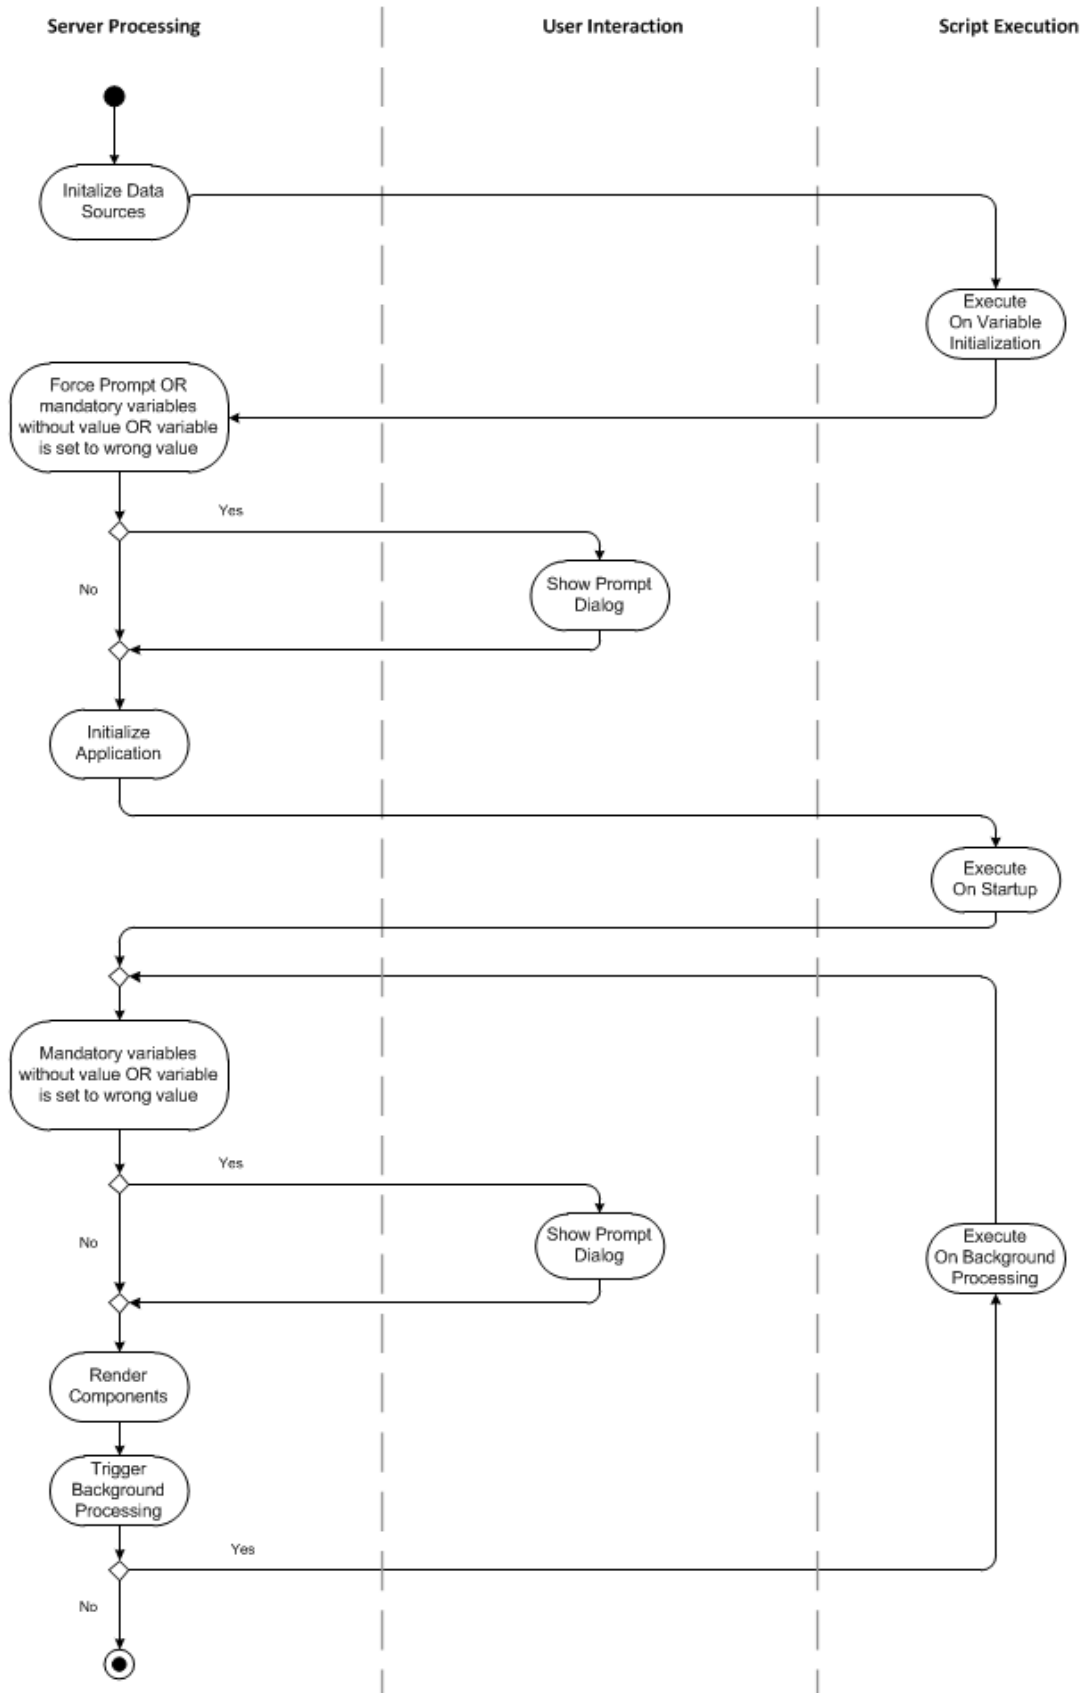 Server Processing
User Interaction
Script Execution
Initalize Data
Sources
Execute
On Variable
Initialization
Force Prompt OR
mandatory variables
without value OR variable
is set to wrong value
Yes
No
Show Prompt
Dialog
Initialize
Application
Execute
On Startup
Mandatory variables
without value OR variable
is set to wrong value
Yes
No
Show Prompt
Dialog
Execute
On Background
Processing
Render
Components
Trigger
Background
Processing
Yes
No